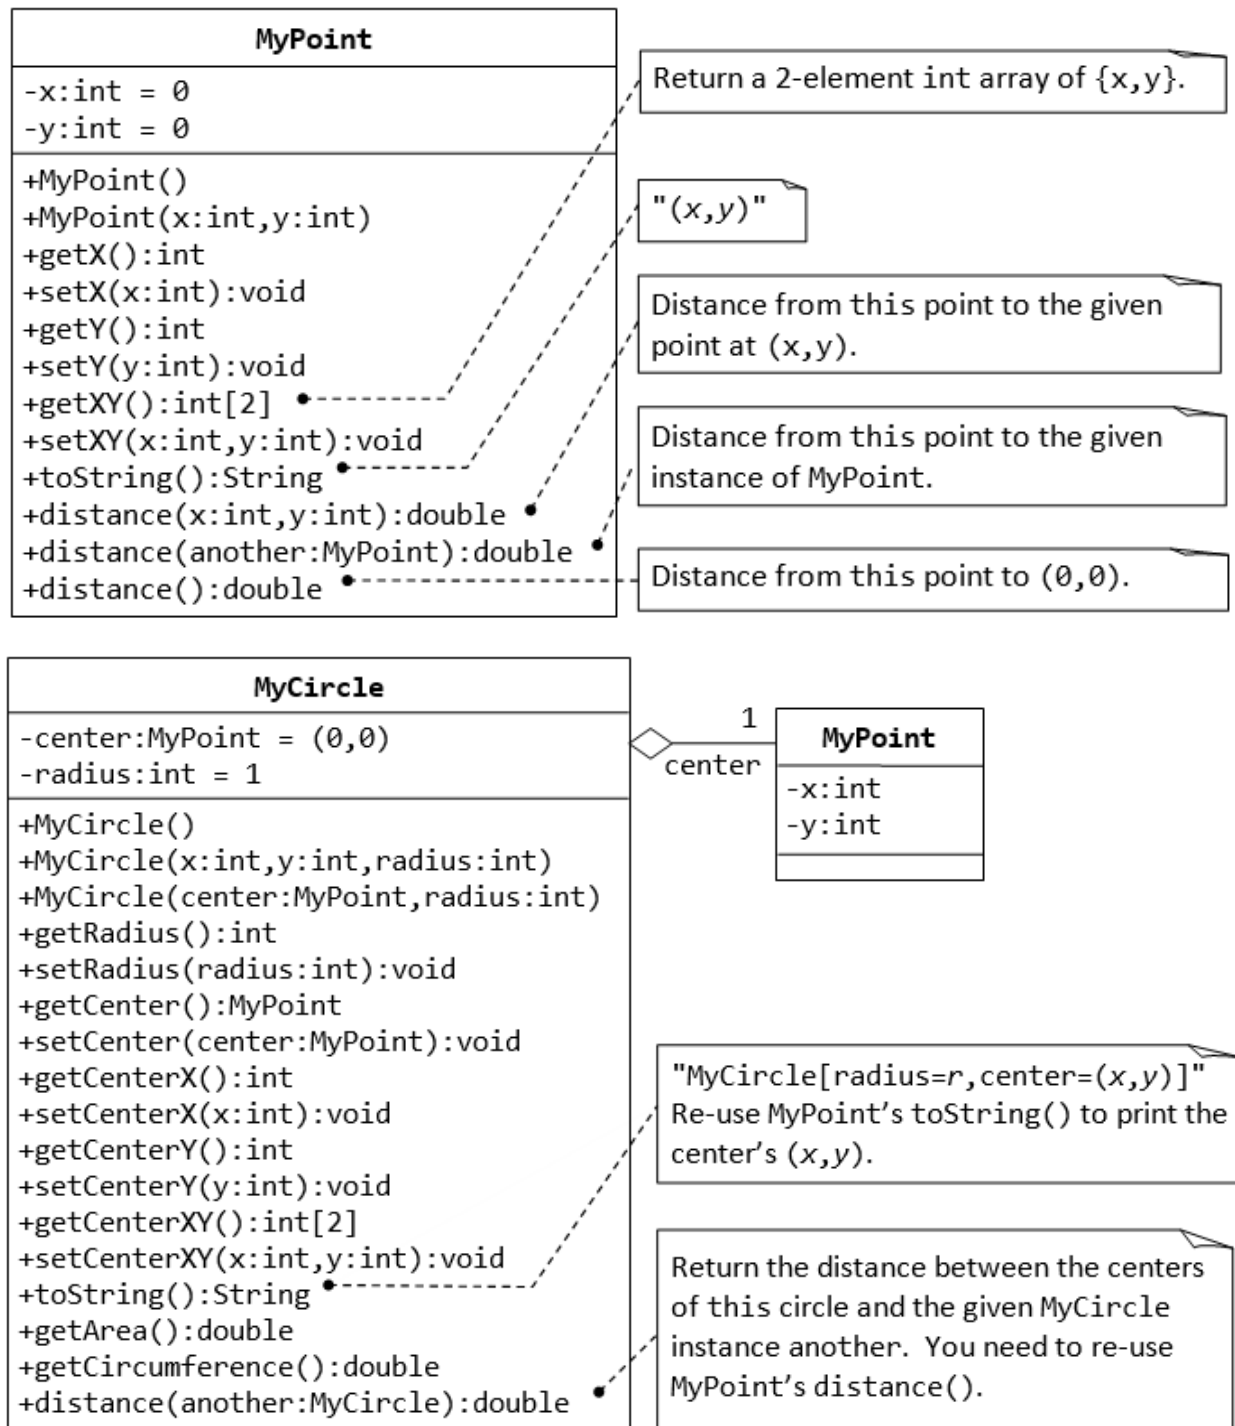 MyPoint
-x:int = 0
-y:int = 0
+MyPoint()
+MyPoint(x:int,y:int)
+getX():int
+setX(x:int):void
+getY():int
+setY(y:int):void
+getXY():int[2]
+setXY(x:int,y:int):void
+toString():String
+distance(x:int,y:int):double
+distance(another:MyPoint):double
+distance():double
Return a 2-element int array of {x,y}.
"(x,y)"
Distance from this point to the given
point at (x,y).
Distance from this point to the given
instance of MyPoint.
Distance from this point to (0,0).
MyCircle
-center:MyPoint = (0,0)
-radius:int = 1
+MyCircle()
+MyCircle(x:int,y:int,radius:int)
+MyCircle(center:MyPoint,radius:int)
+getRadius():int
+setRadius(radius:int):void
+getCenter():MyPoint
+setCenter(center:MyPoint):void
+getCenterX():int
+setCenterX(x:int):void
+getCenterY():int
+setCenterY(y:int):void
+getCenterXY():int[2]
+setCenterXY(x:int,y:int):void
+toString():String
+getArea():double
+getCircumference():double
+distance(another:MyCircle):double
1
center
MyPoint
-x:int
-y:int
"MyCircle[radius=r,center=(x,y)]"
Re-use MyPoint's toString() to print the
center's (x,y).
Return the distance between the centers
of this circle and the given MyCircle
instance another. You need to re-use
MyPoint's distance().